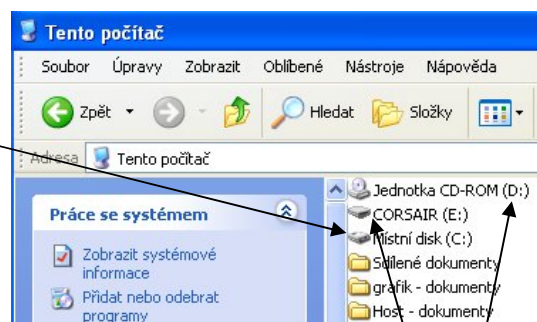 Tento počítač
Soubor Úpravy Zobrazit Oblíbené Nástroje Nápověda
Zpět Hledat Složky
Adresa Tento počítač
Práce se systémem
Zobrazit systémové
informace
Přidat nebo odebrat
programy
Jednotka CD-ROM (D:)
CORSAIR (E:)
Místní disk (C:)
Sdílené dokumenty
grafik - dokumenty
Host - dokumenty